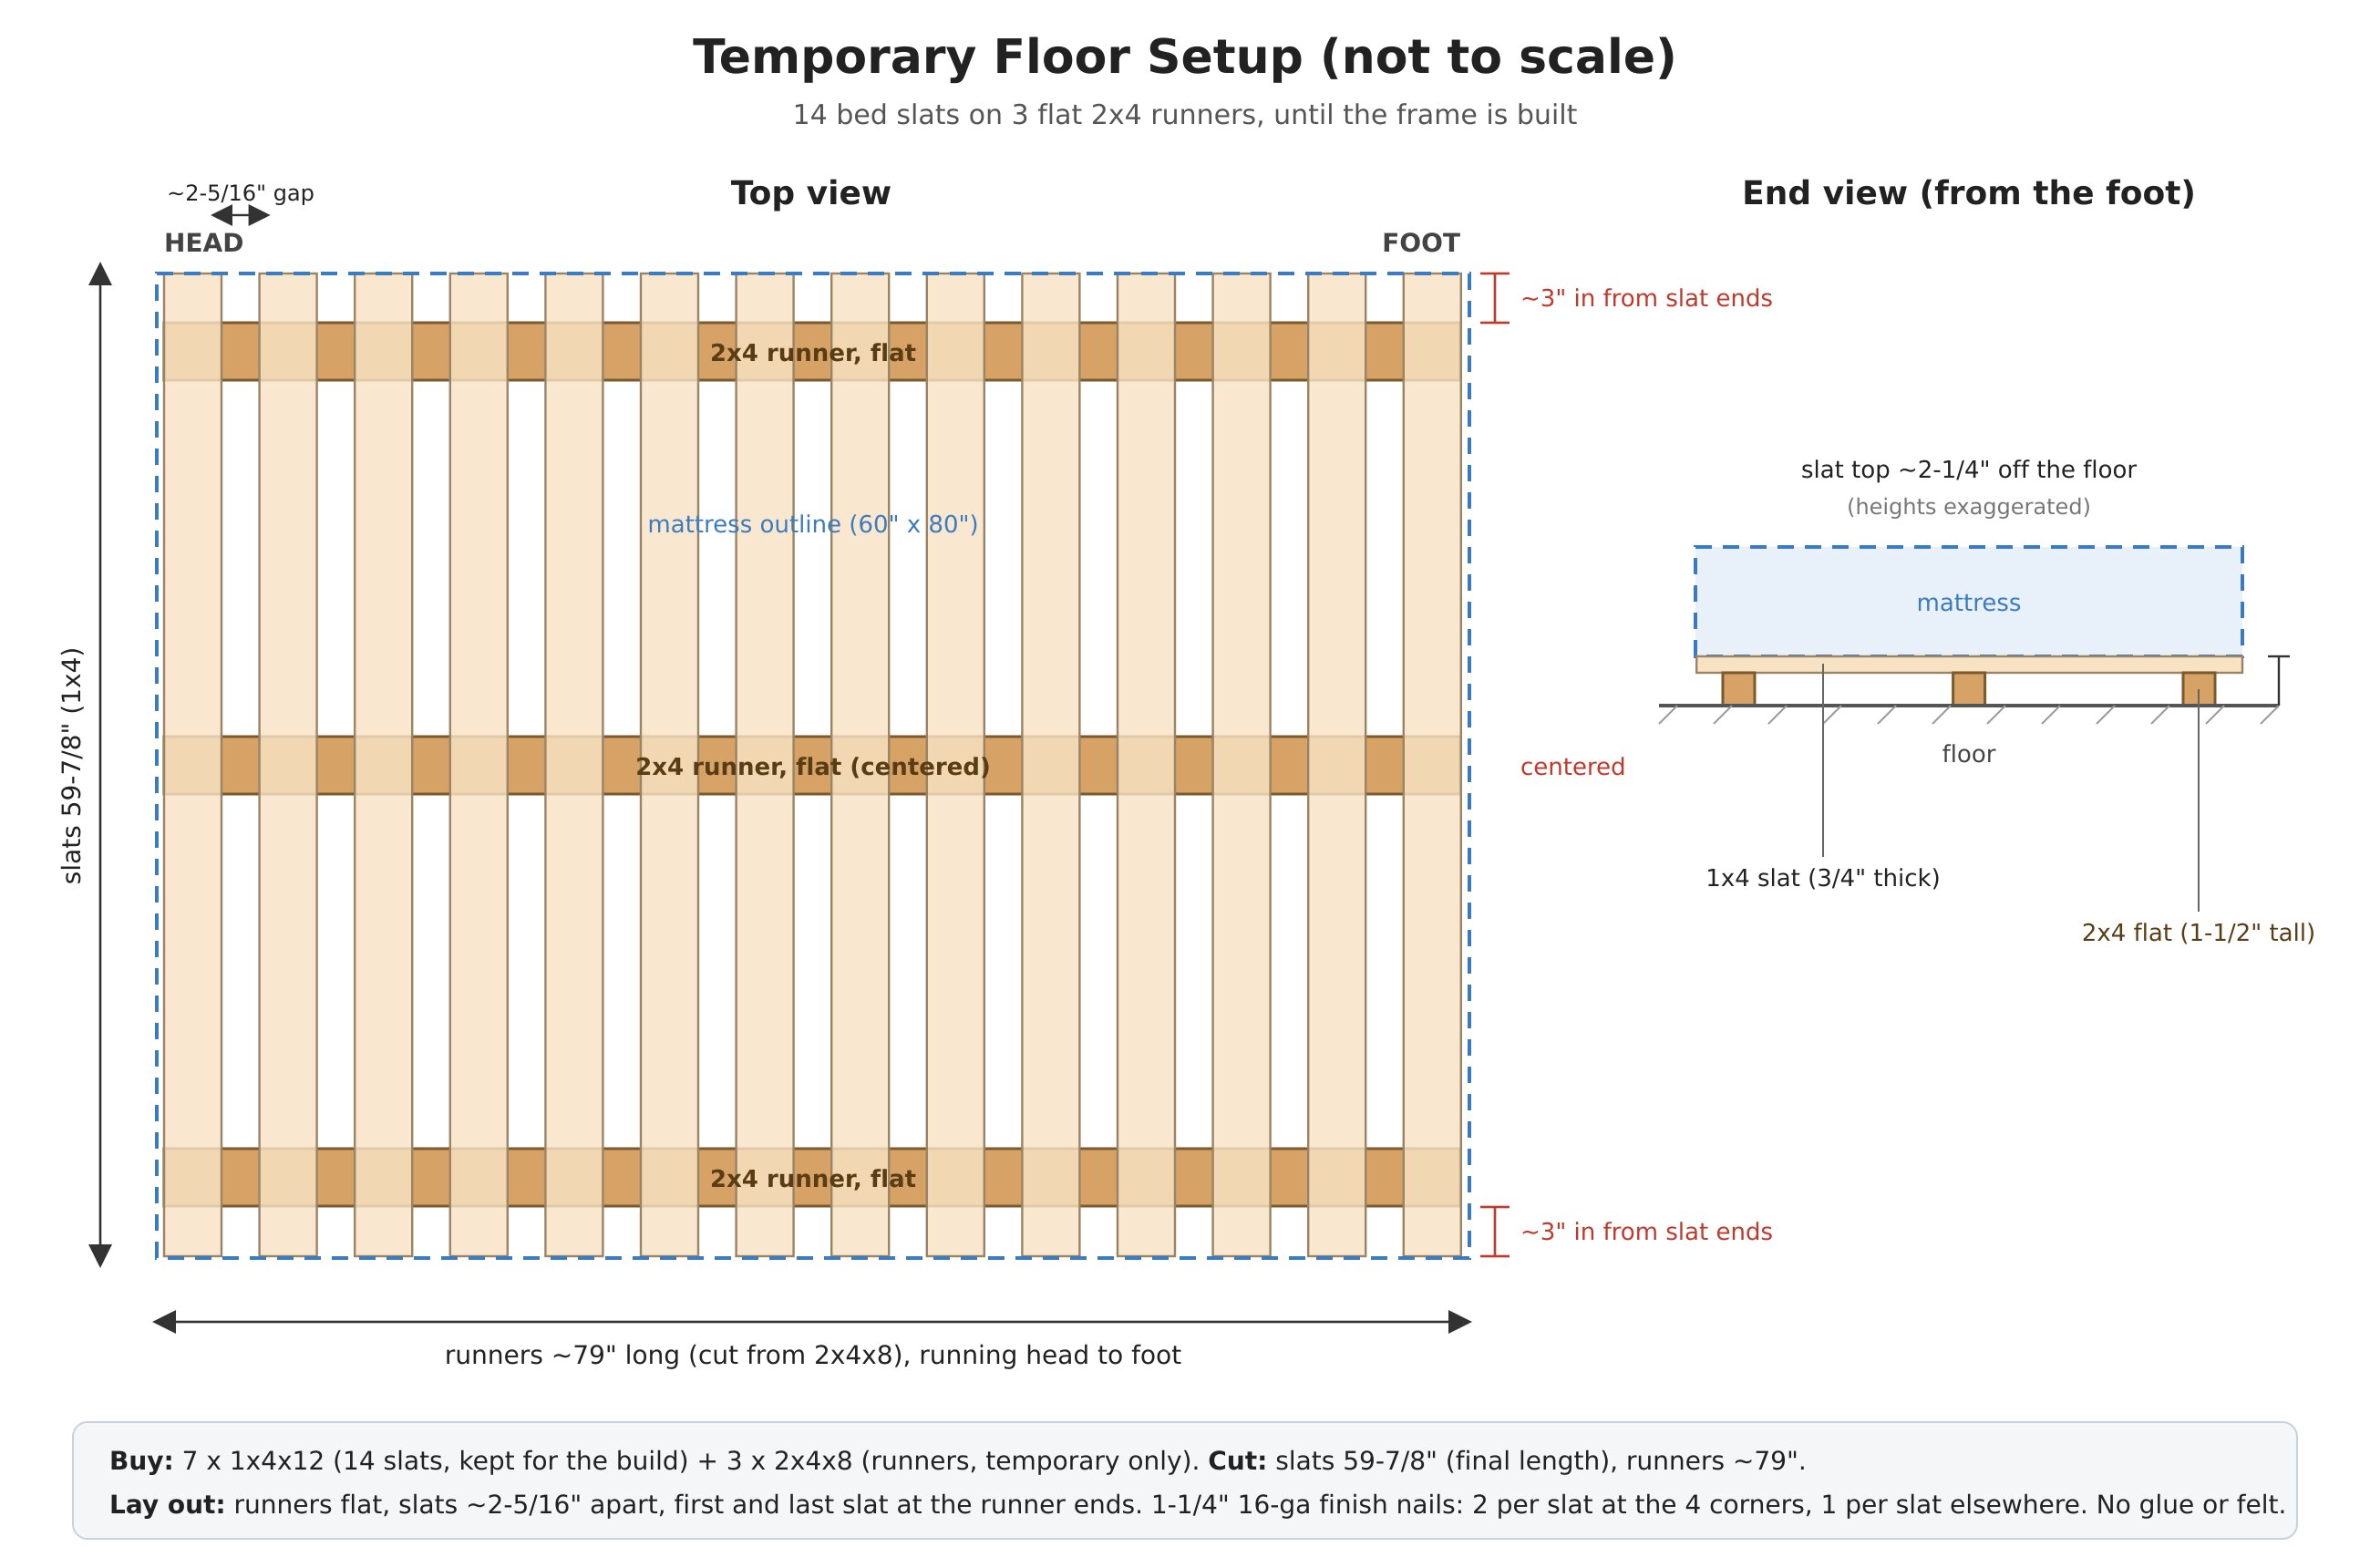 Temporary Floor Setup (not to scale)
14 bed slats on 3 flat 2x4 runners, until the frame is built
Top view
~2-5/16" gap
HEAD
FOOT
~3" in from slat ends
2x4 runner, flat
mattress outline (60" x 80")
slats 59-7/8" (1x4)
2x4 runner, flat (centered)
centered
2x4 runner, flat
~3" in from slat ends
runners ~79" long (cut from 2x4x8), running head to foot
End view (from the foot)
slat top ~2-1/4" off the floor
(heights exaggerated)
mattress
floor
1x4 slat (3/4" thick)
2x4 flat (1-1/2" tall)
Buy: 7 x 1x4x12 (14 slats, kept for the build) + 3 x 2x4x8 (runners, temporary only). Cut: slats 59-7/8" (final length), runners ~79".
Lay out: runners flat, slats ~2-5/16" apart, first and last slat at the runner ends. 1-1/4" 16-ga finish nails: 2 per slat at the 4 corners, 1 per slat elsewhere. No glue or felt.